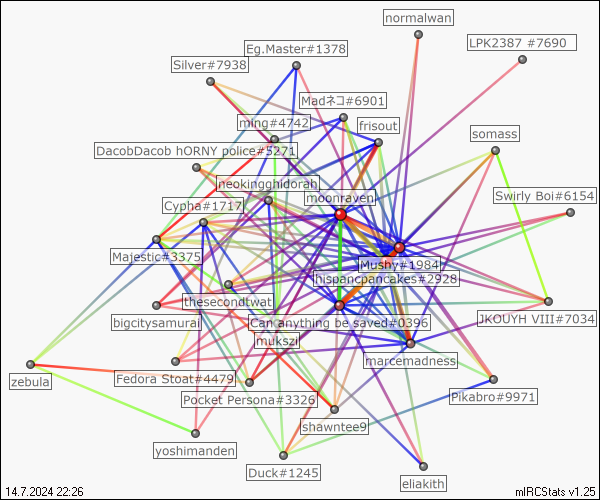 normalwan
LPK2387 #7690
Eg.Master#1378
Silver#7938
Madネコ#6901
ming#4742
frisout
somass
DacobDacob hORNY police#5271
neokingghidorah
moonraven
Swirly Boi#6154
Cypha#1717
Majestic#3375
Mushy#1984
hispancpancakes#2928
thesecondtwat
bigcitysamurai
Can anything be saved#0396
JKOUYH VIII#7034
mukszi
marcemadness
zebula
Fedora Stoat#4479
Pocket Persona#3326
Pikabro#9971
shawntee9
yoshimanden
Duck#1245
eliakith
14.7.2024 22:26
mIRCStats v1.25